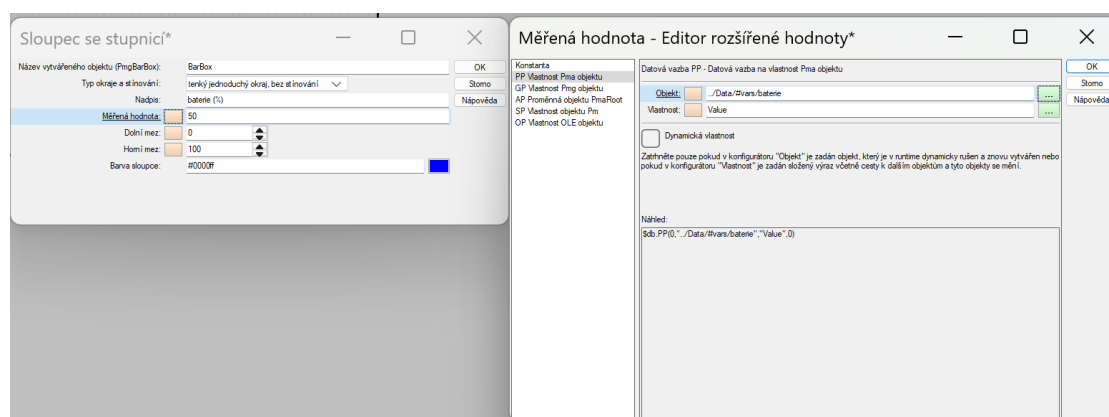 Sloupec se stupnicí*
Název vytvářeného objektu (PmgBarBox): BarBox
Typ okraje a stínování: tenký jednoduchý okraj, bez stínování
Nadpis: baterie (%)
Měřená hodnota: 50
Dolní mez: 0
Horní mez: 100
Barva sloupce: #0000ff
OK
Storno
Nápověda
Měřená hodnota - Editor rozšířené hodnoty*
Konstanta
PP Vlastnost Pma objektu
GP Vlastnost Pmg objektu
AP Proměnná objektu PmaRoot
SP Vlastnost objektu Pm
OP Vlastnost OLE objektu
Datová vazba PP - Datová vazba na vlastnost Pma objektu
Objekt: ../Data/#vars/baterie ...
Vlastnost: Value ...
Dynamická vlastnost
Zatrhněte pouze pokud v konfigurátoru "Objekt" je zadán objekt, který je v runtime dynamicky rušen a znovu vytvářen nebo
pokud v konfigurátoru "Vlastnost" je zadán složený výraz včetně cesty k dalším objektům a tyto objekty se mění.
Náhled:
$db.PP(0,"../Data/#vars/baterie","Value",0)
OK
Storno
Nápověda